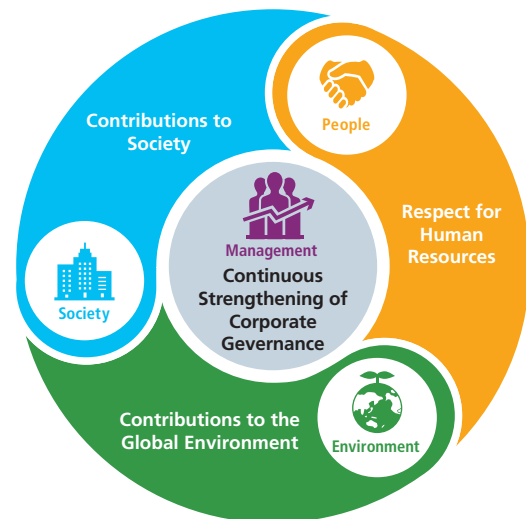 People
Contributions to
Society
Respect for
Human
Resources
Management
Continuous
Strengthening of
Corporate
Gevernance
Society
Contributions to the
Global Environment
Environment